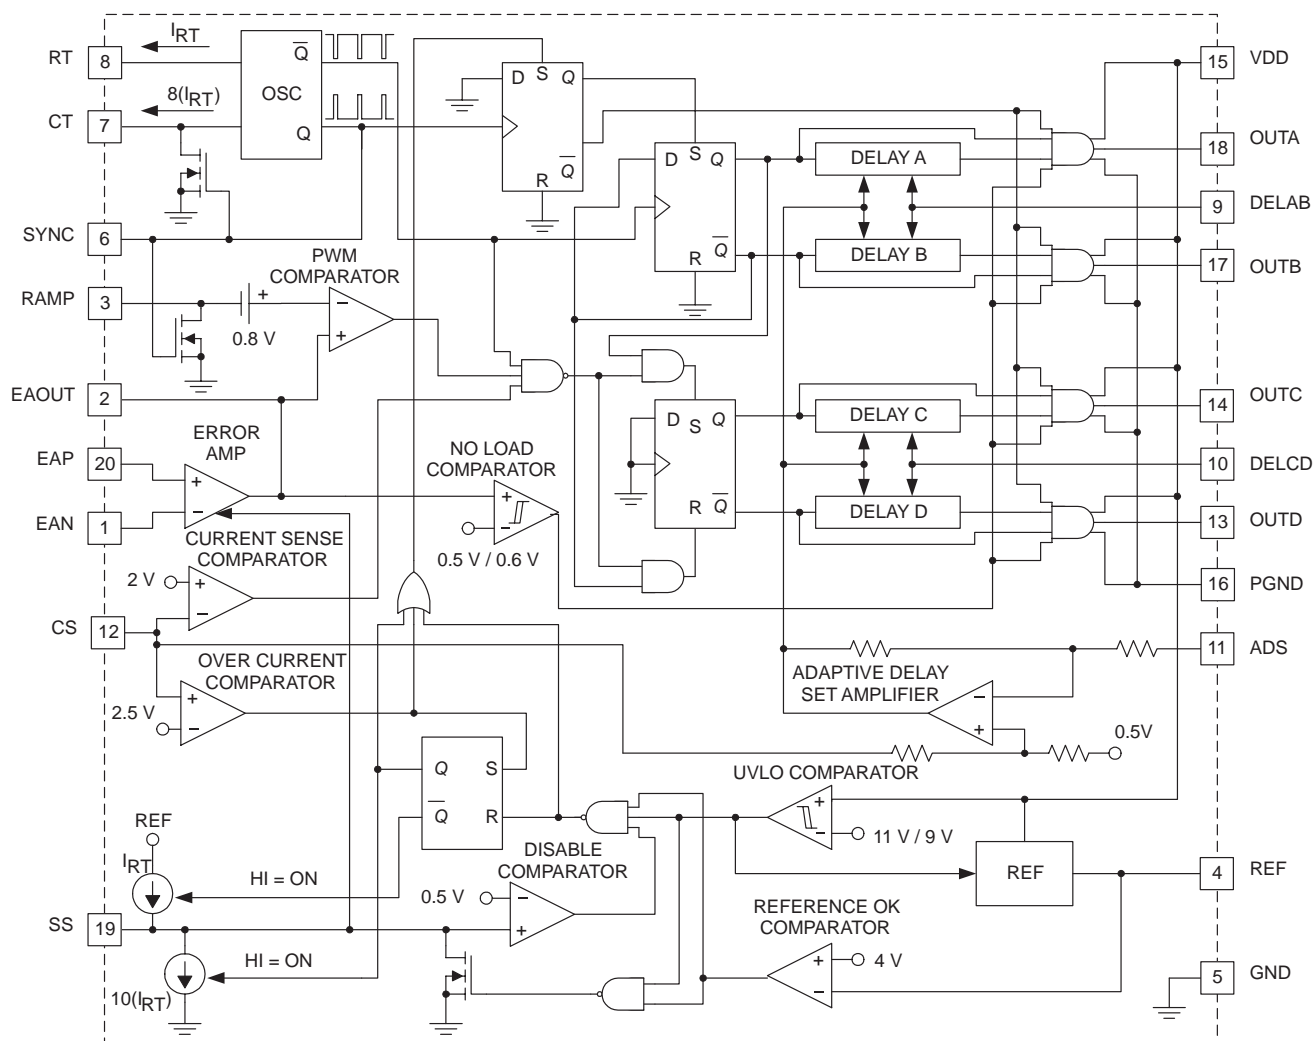 RT
8
IRT
OSC
Q
Q
8(IRT)
CT
7
D
S
Q
Q
R
15
VDD
18
OUTA
DELAY A
D
S
Q
R
Q
9
DELAB
SYNC
6
DELAY B
17
OUTB
PWM
COMPARATOR
RAMP
3
+
0.8 V
−
+
EAOUT
2
OUTC
14
DELAY C
D
S
Q
R
Q
ERROR
AMP
NO LOAD
COMPARATOR
EAP
20
+
−
+
−
10
DELCD
EAN
1
DELAY D
13
OUTD
0.5 V / 0.6 V
CURRENT SENSE
COMPARATOR
2 V
+
−
16
PGND
CS
12
11
ADS
OVER CURRENT
COMPARATOR
+
−
2.5 V
ADAPTIVE DELAY
SET AMPLIFIER
−
+
0.5V
Q
S
Q
R
UVLO COMPARATOR
+
−
11 V / 9 V
REF
IRT
HI = ON
DISABLE
COMPARATOR
0.5 V
−
+
REF
4
REF
SS
19
REFERENCE OK
COMPARATOR
+
−
4 V
HI = ON
10(IRT)
5
GND